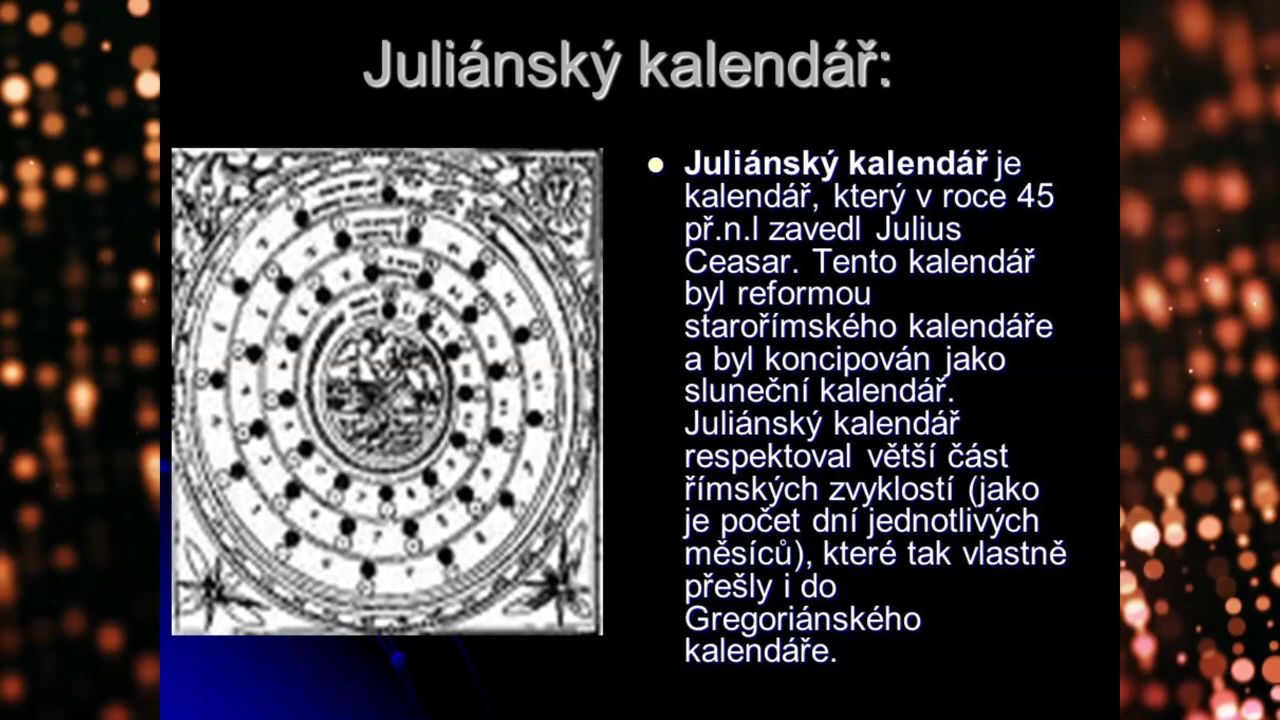 Juliánský kalendář:
Juliánský kalendář je
kalendář, který v roce 45
př.n.l zavedl Julius
Ceasar. Tento kalendář
byl reformou
starořímského kalendáře
a byl koncipován jako
sluneční kalendář.
Juliánský kalendář
respektoval větší část
římských zvyklostí (jako
je počet dní jednotlivých
měsíců), které tak vlastně
přešly i do
Gregoriánského
kalendáře.